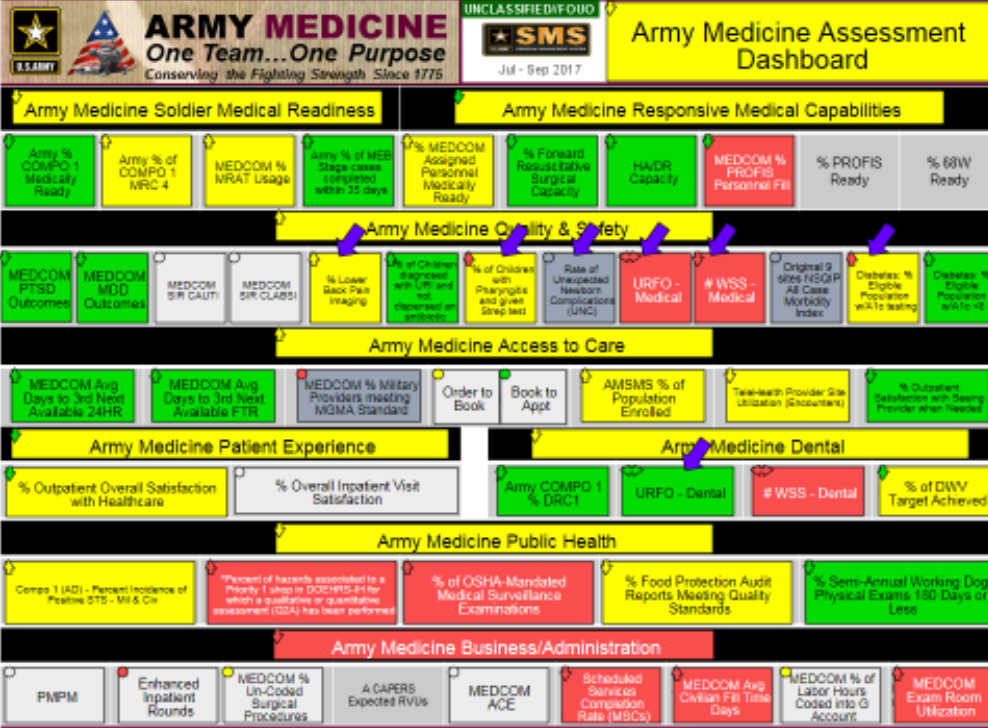 U.S.ARMY
ARMY MEDICINE
One Team...One Purpose
Conserving the Fighting Strength Since 1775
UNCLASSIFIED//FOUO
SMS
Jul - Sep 2017
Army Medicine Assessment
Dashboard
Army Medicine Soldier Medical Readiness
Army Medicine Responsive Medical Capabilities
Army %
COMPO 1
Medically
Ready
Army % of
COMPO 1
MRC 4
MEDCOM %
MRAT Usage
Army % of MEB
Stage cases
completed
within 35 days
% MEDCOM
Assigned
Personnel
Medically
Ready
% Forward
Resuscitative
Surgical
Capacity
HA/DR
Capacity
MEDCOM %
PROFIS
Personnel Fill
% PROFIS
Ready
% 68W
Ready
Army Medicine Quality & Safety
MEDCOM
PTSD
Outcomes
MEDCOM
MDD
Outcomes
MEDCOM
SIR CAUTI
MEDCOM
SIR CLABSI
% Lower
Back Pain
Imaging
% of Children
diagnosed
with URI and
not
dispensed an
antibiotic
% of Children
with
Pharyngitis
and given
Strep test
Rate of
Unexpected
Newborn
Complications
(UNC)
URFO -
Medical
# WSS -
Medical
Original 9
sites NSQIP
All Case
Morbidity
Index
Diabetes: %
Eligible
Population
w/A1c testing
Diabetes: %
Eligible
Population
w/A1c <9
Army Medicine Access to Care
MEDCOM Avg
Days to 3rd Next
Available 24HR
MEDCOM Avg
Days to 3rd Next
Available FTR
MEDCOM % Military
Providers meeting
MGMA Standard
Order to
Book
Book to
Appt
AMSMS % of
Population
Enrolled
TeleHealth Provider Site
Utilization (Encounters)
% Outpatient
Satisfaction with Seeing
Provider when Needed
Army Medicine Patient Experience
Army Medicine Dental
% Outpatient Overall Satisfaction
with Healthcare
% Overall Inpatient Visit
Satisfaction
Army COMPO 1
% DRC1
URFO - Dental
# WSS - Dental
% of DWV
Target Achieved
Army Medicine Public Health
Compo 1 (AD) - Percent Incidence of
Positive STS - Mil & Civ
*Percent of hazards associated to a
Priority 1 shop in DOEHRS-IH for
which a qualitative or quantitative
assessment (Q2A) has been performed
% of OSHA-Mandated
Medical Surveillance
Examinations
% Food Protection Audit
Reports Meeting Quality
Standards
% Semi-Annual Working Dog
Physical Exams 180 Days or
Less
Army Medicine Business/Administration
PMPM
Enhanced
Inpatient
Rounds
MEDCOM %
Un-Coded
Surgical
Procedures
A CAPERS
Expected RVUs
MEDCOM
ACE
Scheduled
Services
Completion
Rate (MSCs)
MEDCOM Avg
Civilian Fill Time
Days
MEDCOM % of
Labor Hours
Coded into G
Account
MEDCOM
Exam Room
Utilization